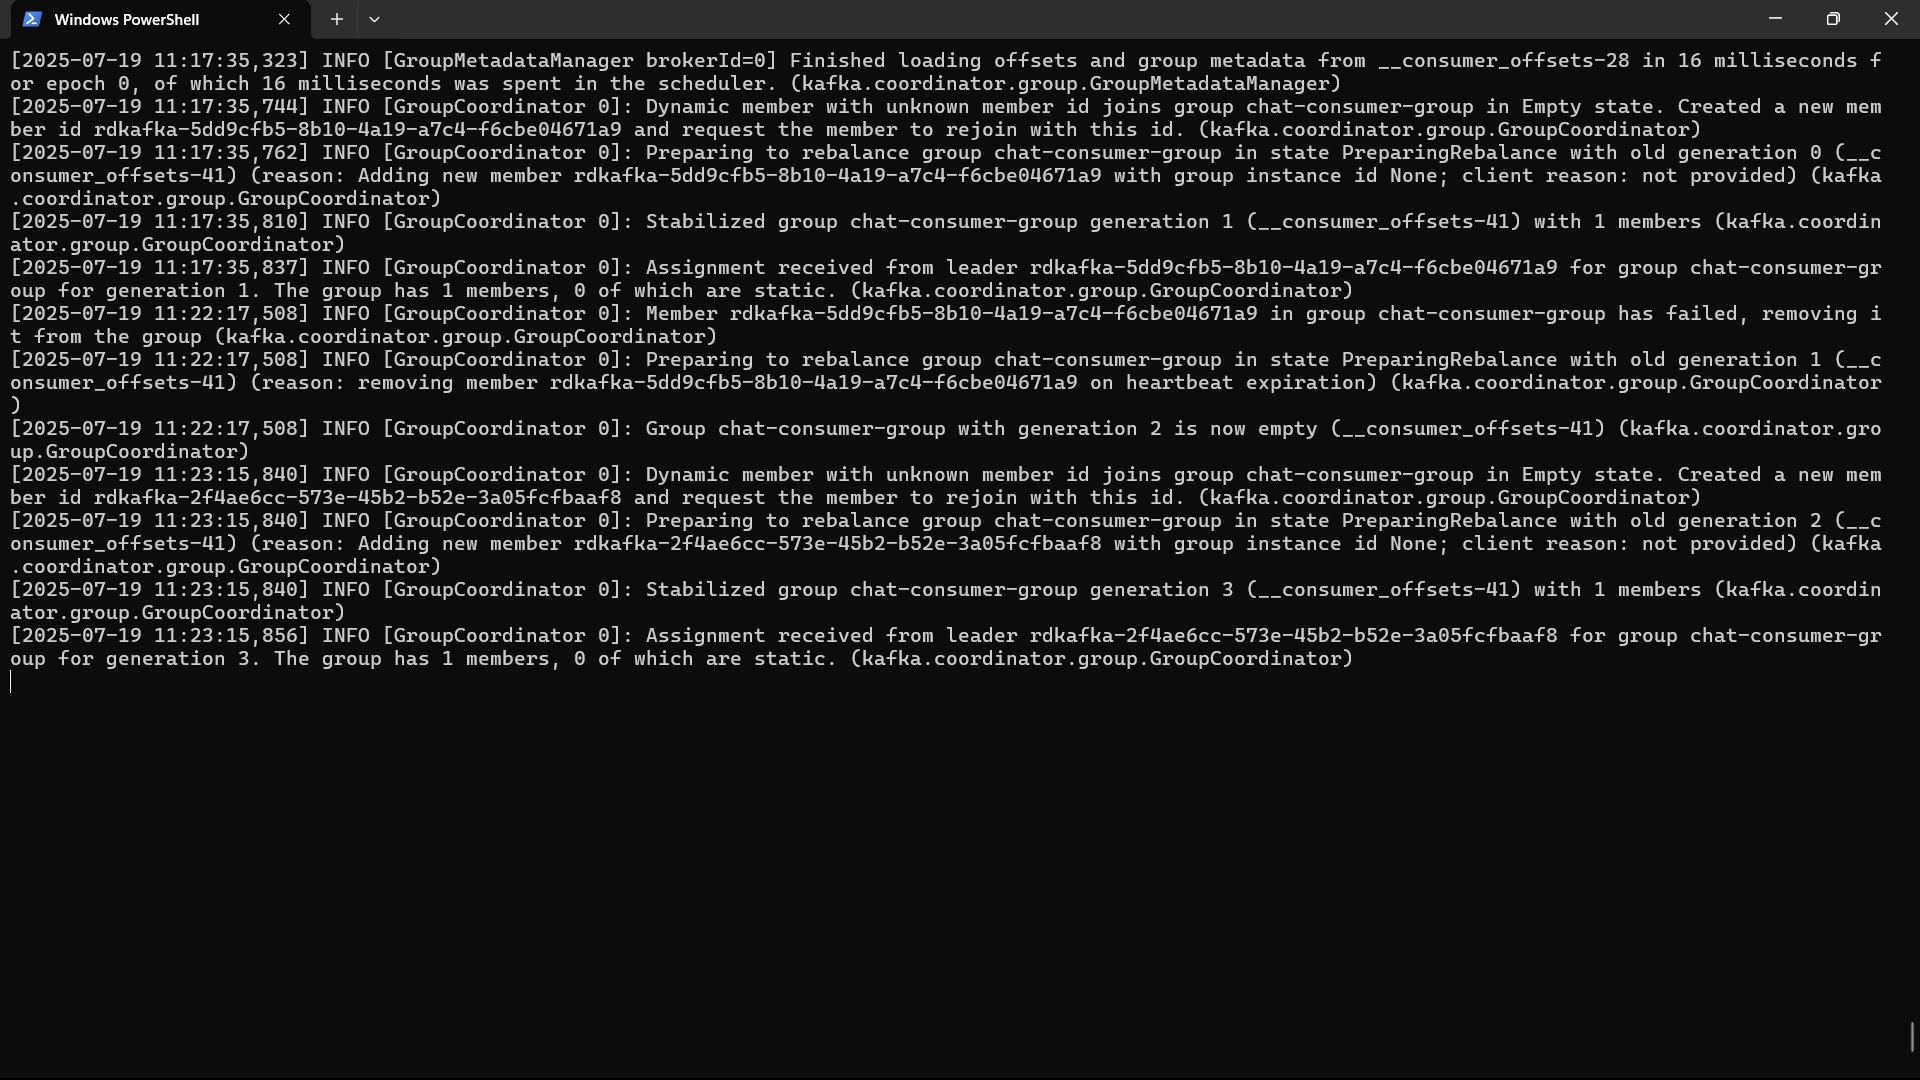 Windows PowerShell
[2025-07-19 11:17:35,323] INFO [GroupMetadataManager brokerId=0] Finished loading offsets and group metadata from __consumer_offsets-28 in 16 milliseconds f
or epoch 0, of which 16 milliseconds was spent in the scheduler. (kafka.coordinator.group.GroupMetadataManager)
[2025-07-19 11:17:35,744] INFO [GroupCoordinator 0]: Dynamic member with unknown member id joins group chat-consumer-group in Empty state. Created a new mem
ber id rdkafka-5dd9cfb5-8b10-4a19-a7c4-f6cbe04671a9 and request the member to rejoin with this id. (kafka.coordinator.group.GroupCoordinator)
[2025-07-19 11:17:35,762] INFO [GroupCoordinator 0]: Preparing to rebalance group chat-consumer-group in state PreparingRebalance with old generation 0 (__c
onsumer_offsets-41) (reason: Adding new member rdkafka-5dd9cfb5-8b10-4a19-a7c4-f6cbe04671a9 with group instance id None; client reason: not provided) (kafka
.coordinator.group.GroupCoordinator)
[2025-07-19 11:17:35,810] INFO [GroupCoordinator 0]: Stabilized group chat-consumer-group generation 1 (__consumer_offsets-41) with 1 members (kafka.coordin
ator.group.GroupCoordinator)
[2025-07-19 11:17:35,837] INFO [GroupCoordinator 0]: Assignment received from leader rdkafka-5dd9cfb5-8b10-4a19-a7c4-f6cbe04671a9 for group chat-consumer-gr
oup for generation 1. The group has 1 members, 0 of which are static. (kafka.coordinator.group.GroupCoordinator)
[2025-07-19 11:22:17,508] INFO [GroupCoordinator 0]: Member rdkafka-5dd9cfb5-8b10-4a19-a7c4-f6cbe04671a9 in group chat-consumer-group has failed, removing i
t from the group (kafka.coordinator.group.GroupCoordinator)
[2025-07-19 11:22:17,508] INFO [GroupCoordinator 0]: Preparing to rebalance group chat-consumer-group in state PreparingRebalance with old generation 1 (__c
onsumer_offsets-41) (reason: removing member rdkafka-5dd9cfb5-8b10-4a19-a7c4-f6cbe04671a9 on heartbeat expiration) (kafka.coordinator.group.GroupCoordinator
)
[2025-07-19 11:22:17,508] INFO [GroupCoordinator 0]: Group chat-consumer-group with generation 2 is now empty (__consumer_offsets-41) (kafka.coordinator.gro
up.GroupCoordinator)
[2025-07-19 11:23:15,840] INFO [GroupCoordinator 0]: Dynamic member with unknown member id joins group chat-consumer-group in Empty state. Created a new mem
ber id rdkafka-2f4ae6cc-573e-45b2-b52e-3a05fcfbaaf8 and request the member to rejoin with this id. (kafka.coordinator.group.GroupCoordinator)
[2025-07-19 11:23:15,840] INFO [GroupCoordinator 0]: Preparing to rebalance group chat-consumer-group in state PreparingRebalance with old generation 2 (__c
onsumer_offsets-41) (reason: Adding new member rdkafka-2f4ae6cc-573e-45b2-b52e-3a05fcfbaaf8 with group instance id None; client reason: not provided) (kafka
.coordinator.group.GroupCoordinator)
[2025-07-19 11:23:15,840] INFO [GroupCoordinator 0]: Stabilized group chat-consumer-group generation 3 (__consumer_offsets-41) with 1 members (kafka.coordin
ator.group.GroupCoordinator)
[2025-07-19 11:23:15,856] INFO [GroupCoordinator 0]: Assignment received from leader rdkafka-2f4ae6cc-573e-45b2-b52e-3a05fcfbaaf8 for group chat-consumer-gr
oup for generation 3. The group has 1 members, 0 of which are static. (kafka.coordinator.group.GroupCoordinator)